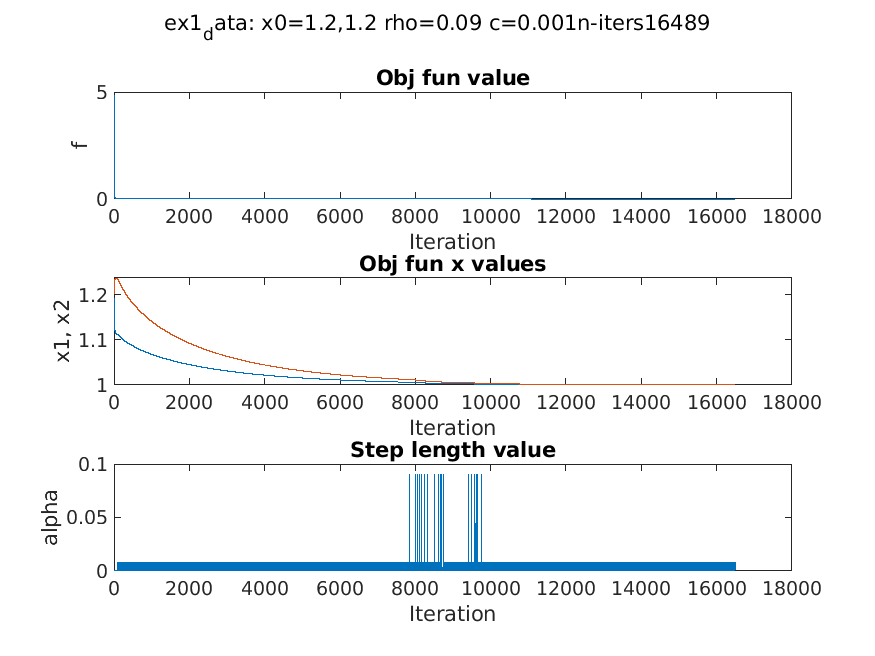 ex1_data: x0=1.2,1.2 rho=0.09 c=0.001n-iters16489
Obj fun value
5
f
0
0 2000 4000 6000 8000 10000 12000 14000 16000 18000
Iteration
Obj fun x values
1.2
x1, x2
1.1
1
0 2000 4000 6000 8000 10000 12000 14000 16000 18000
Iteration
Step length value
0.1
alpha
0.05
0
0 2000 4000 6000 8000 10000 12000 14000 16000 18000
Iteration